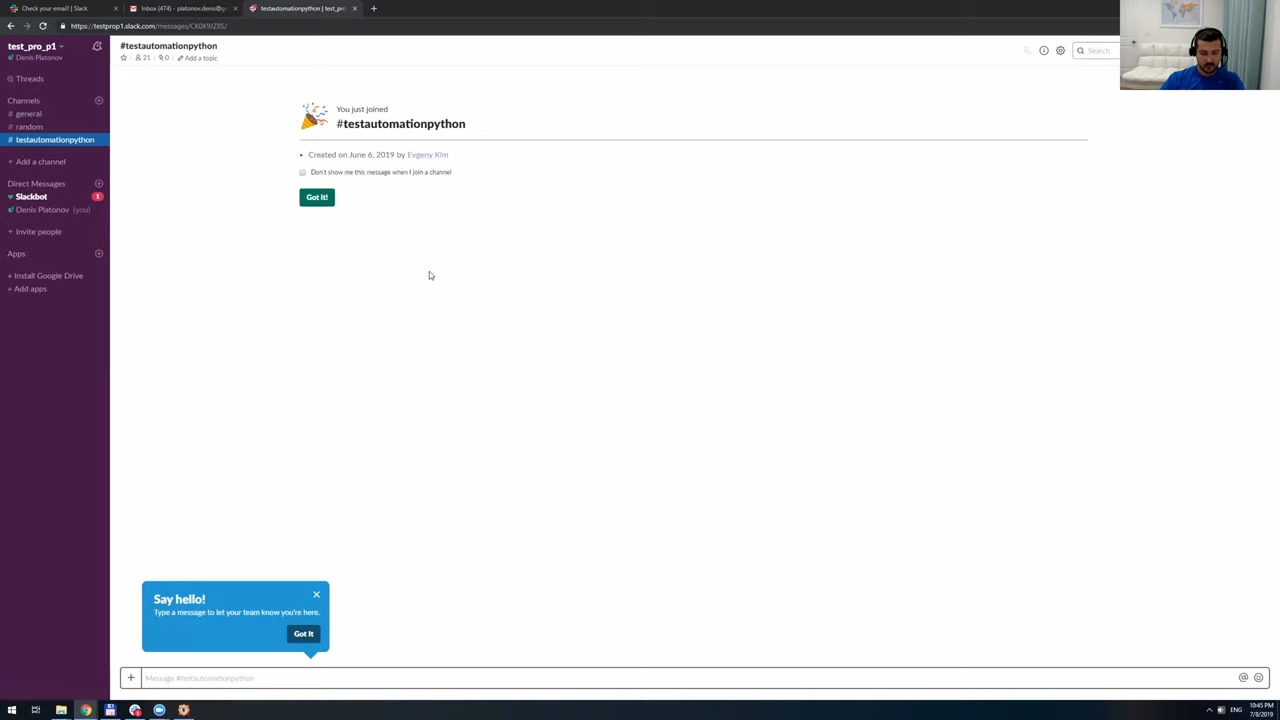 Check your email! | Slack
Inbox (474) - platonov.denis@g
testautomationpython | test_pro
https://testprop1.slack.com/messages/CK0K9JZ8S/
test_pro_p1
Denis Platonov
Threads
Channels
# general
# random
# testautomationpython
+ Add a channel
Direct Messages
Slackbot 1
Denis Platonov (you)
+ Invite people
Apps
+ Install Google Drive
+ Add apps
#testautomationpython
21
0
Add a topic
Search
You just joined
#testautomationpython
• Created on June 6, 2019 by Evgeny Kim
Don't show me this message when I join a channel
Got it!
Say hello!
Type a message to let your team know you're here.
Got It
Message #testautomationpython
ENG
10:45 PM
7/8/2019